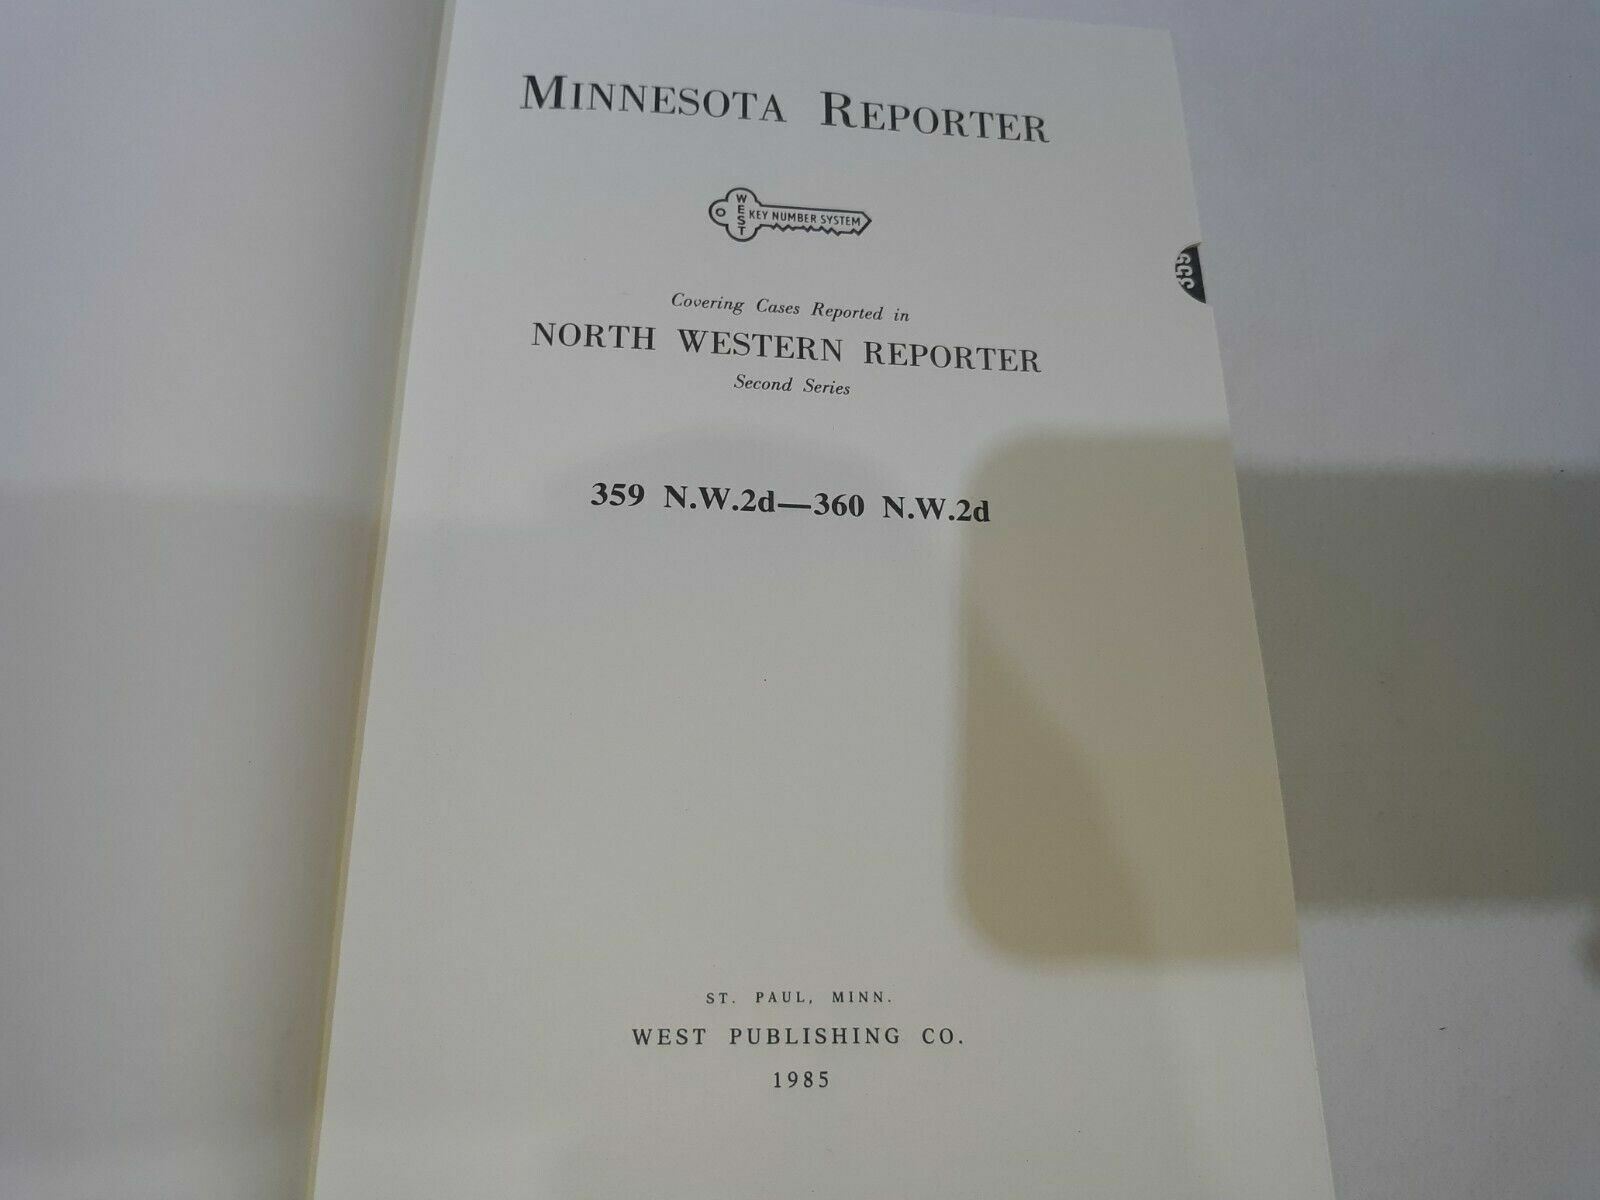 MINNESOTA REPORTER
WEST
KEY NUMBER SYSTEM
359
Covering Cases Reported in
NORTH WESTERN REPORTER
Second Series
359 N.W.2d—360 N.W.2d
ST. PAUL, MINN.
WEST PUBLISHING CO.
1985